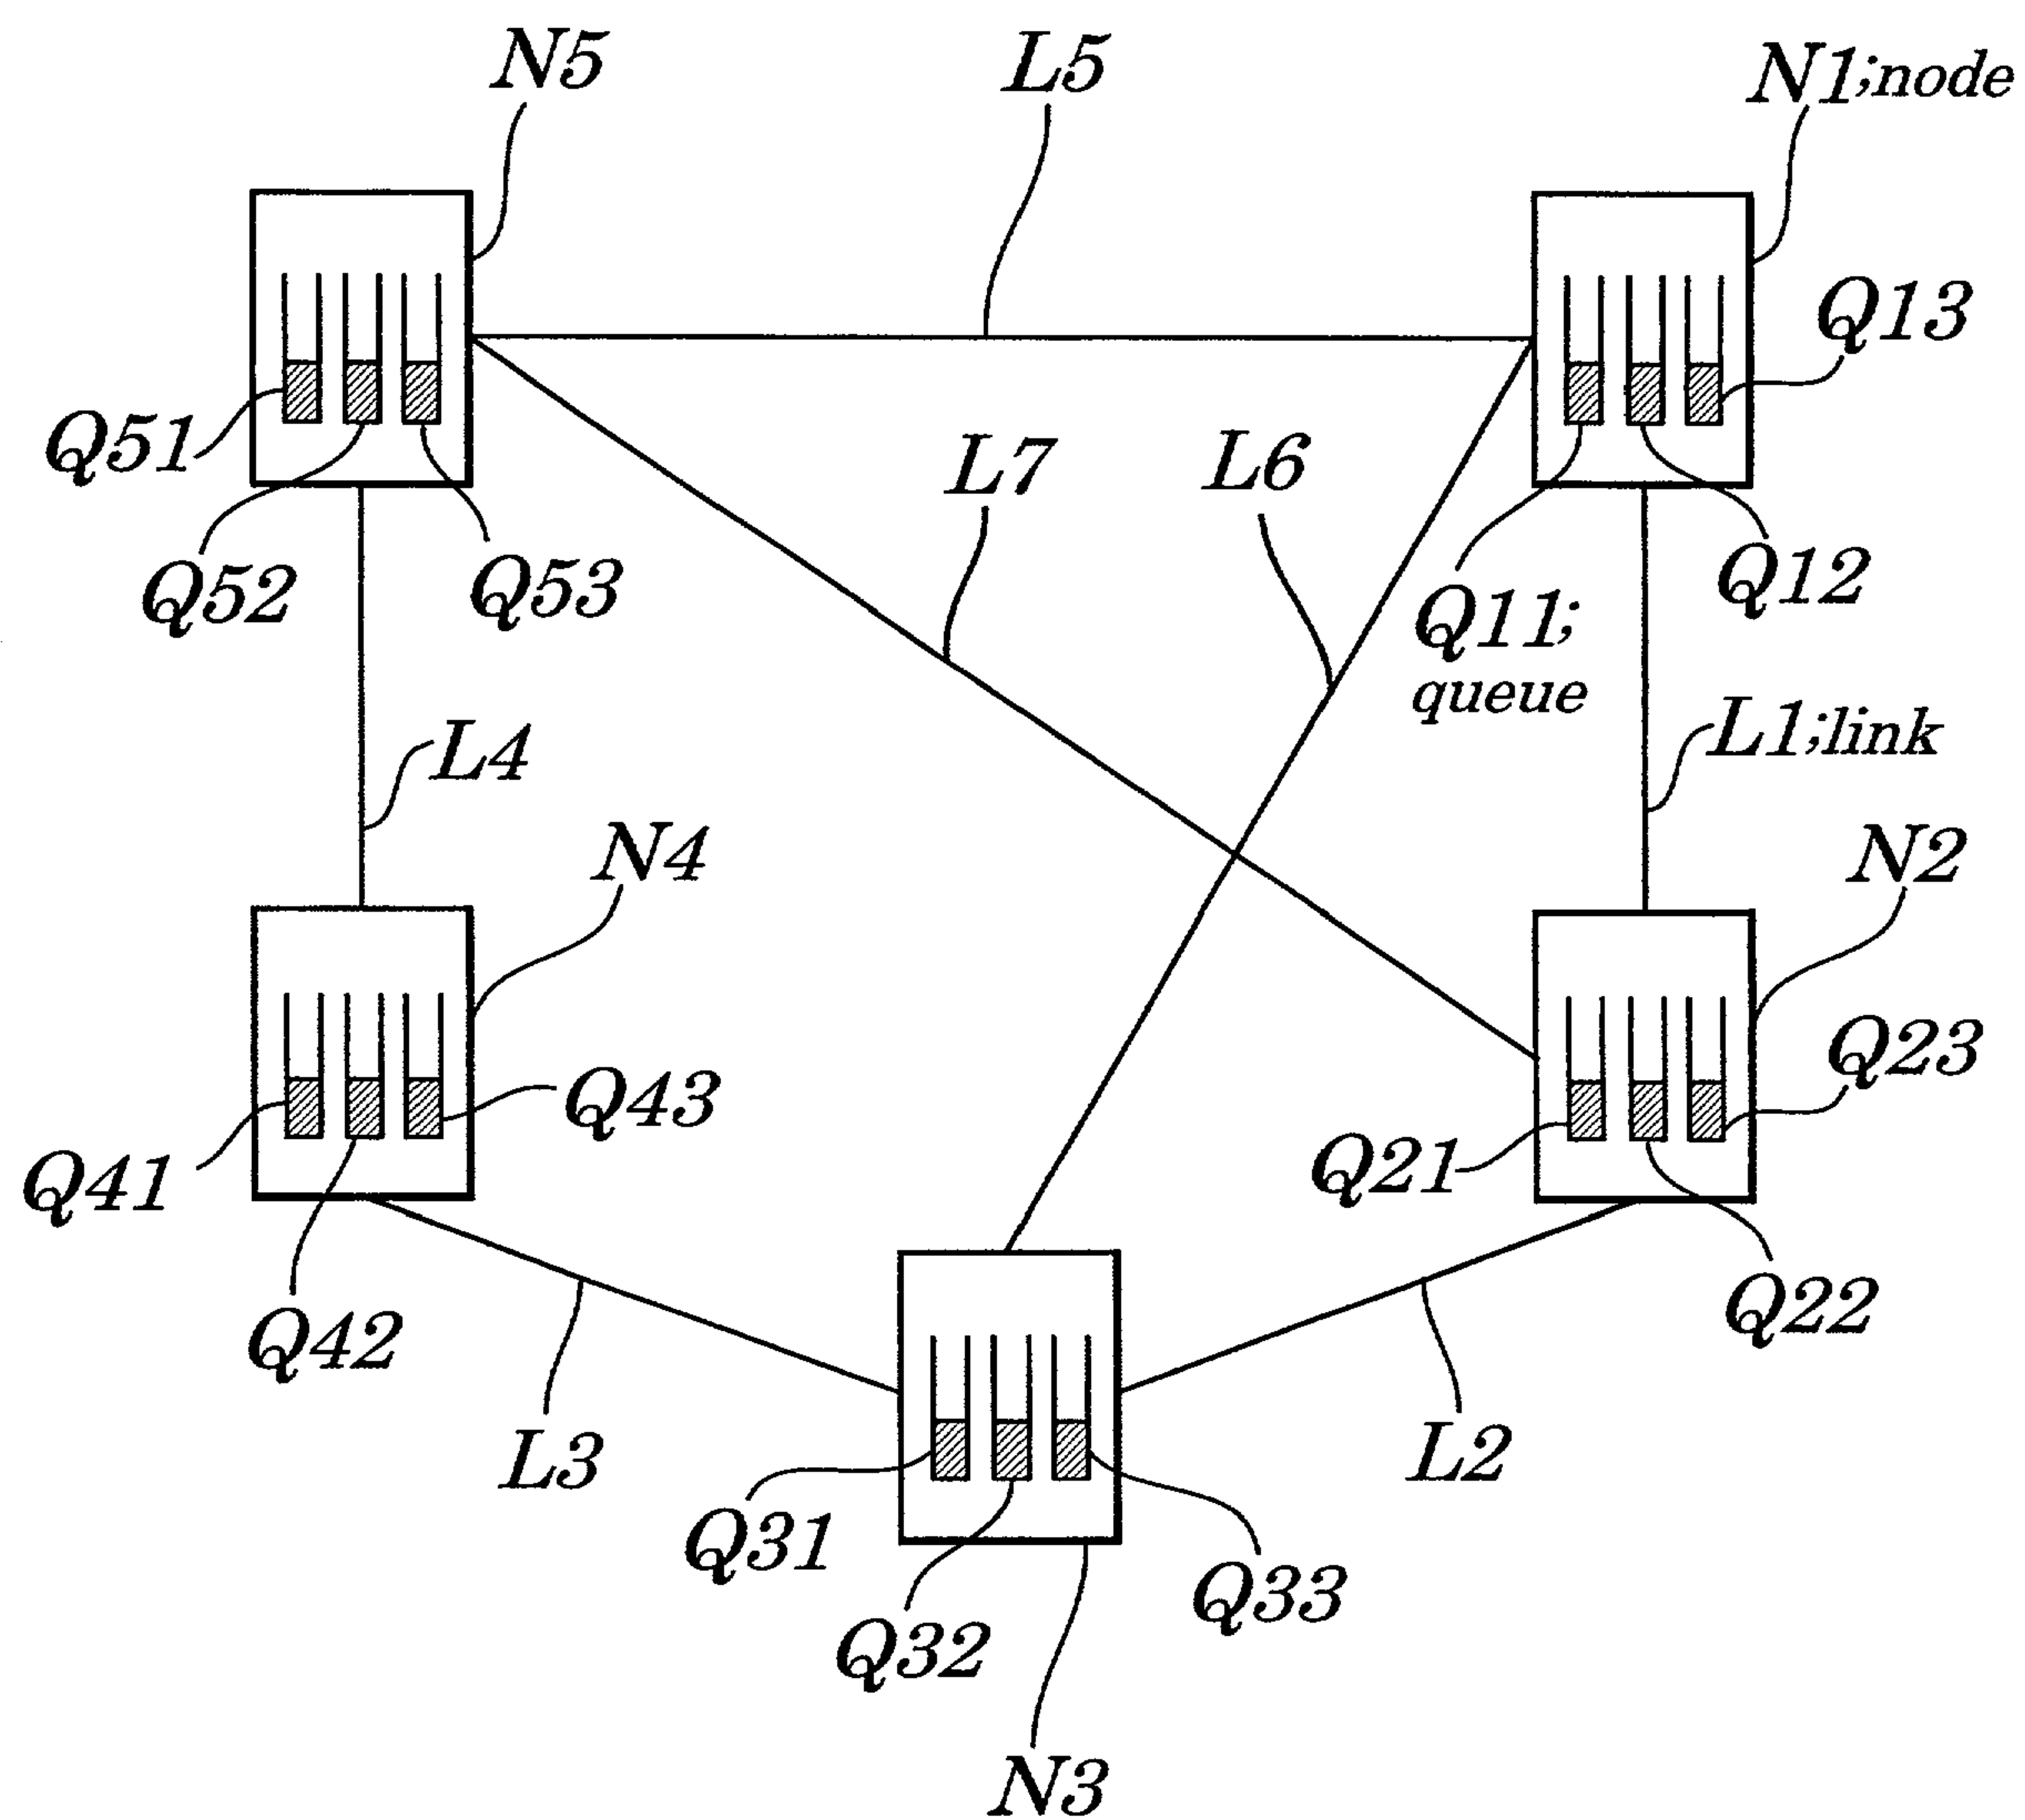 N5
L5
N1;node
Q13
Q51
L7
L6
Q52
Q53
Q11;
queue
Q12
L4
L1;link
N4
N2
Q43
Q23
Q41
Q21
Q42
Q22
L3
L2
Q31
Q33
Q32
N3